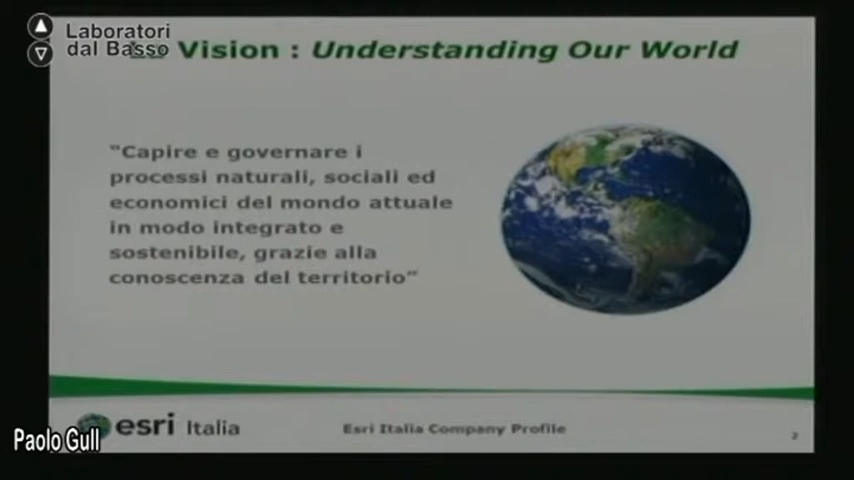 Laboratori
dal Basso
Vision : Understanding Our World
“Capire e governare i
processi naturali, sociali ed
economici del mondo attuale
in modo integrato e
sostenibile, grazie alla
conoscenza del territorio”
esri Italia
Esri Italia Company Profile
2
Paolo Gull